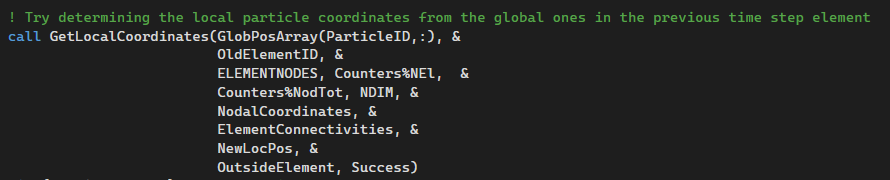 ! Try determining the local particle coordinates from the global ones in the previous time step element
call GetLocalCoordinates(GlobPosArray(ParticleID,:), &
OldElementID, &
ELEMENTNODES, Counters%NEl,  &
Counters%NodTot, NDIM, &
NodalCoordinates, &
ElementConnectivities, &
NewLocPos, &
OutsideElement, Success)